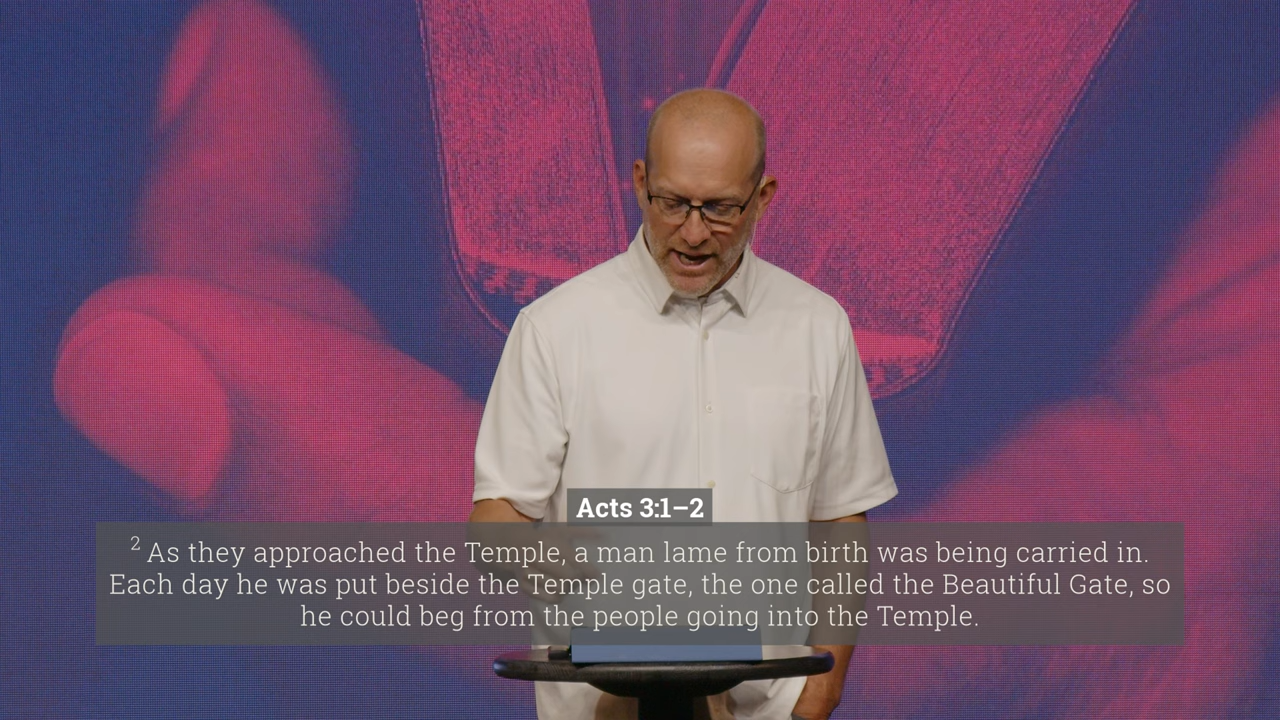 Acts 3:1–2
2 As they approached the Temple, a man lame from birth was being carried in.
Each day he was put beside the Temple gate, the one called the Beautiful Gate, so
he could beg from the people going into the Temple.